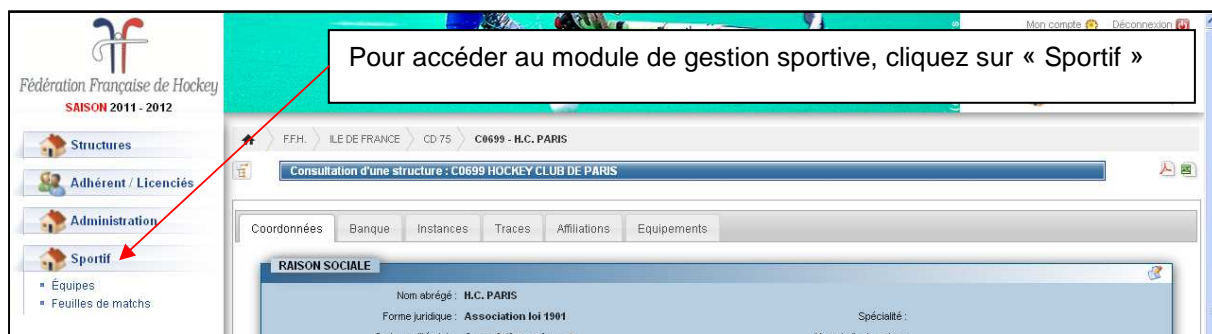 Mon compte Déconnexion
Pour accéder au module de gestion sportive, cliquez sur « Sportif »
Fédération Française de Hockey
SAISON 2011 - 2012
Structures
Adhérent / Licenciés
Administration
Sportif
Équipes
Feuilles de matchs
F.F.H. ILE DE FRANCE CD 75 C0699 - H.C. PARIS
Consultation d'une structure : C0699 HOCKEY CLUB DE PARIS
Coordonnées Banque Instances Traces Affiliations Equipements
RAISON SOCIALE
Nom abrégé : H.C. PARIS
Forme juridique : Association loi 1901 Spécialité :